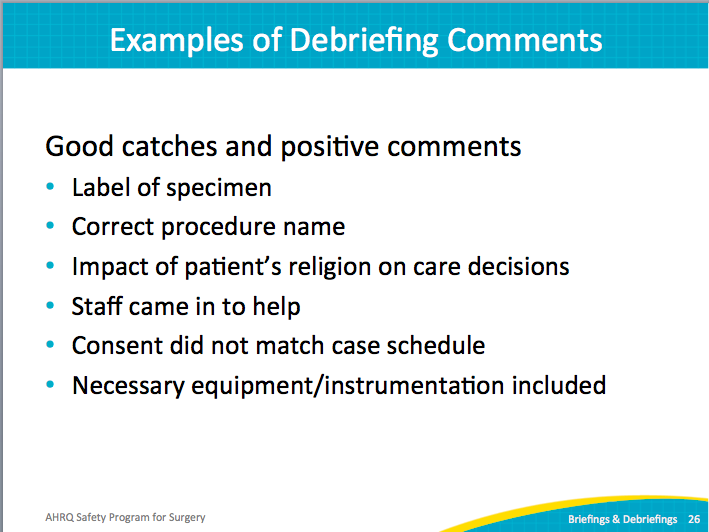 Examples of Debriefing Comments
Good catches and positive comments
• Label of specimen
• Correct procedure name
• Impact of patient’s religion on care decisions
• Staff came in to help
• Consent did not match case schedule
• Necessary equipment/instrumentation included
AHRQ Safety Program for Surgery
Briefings & Debriefings 26